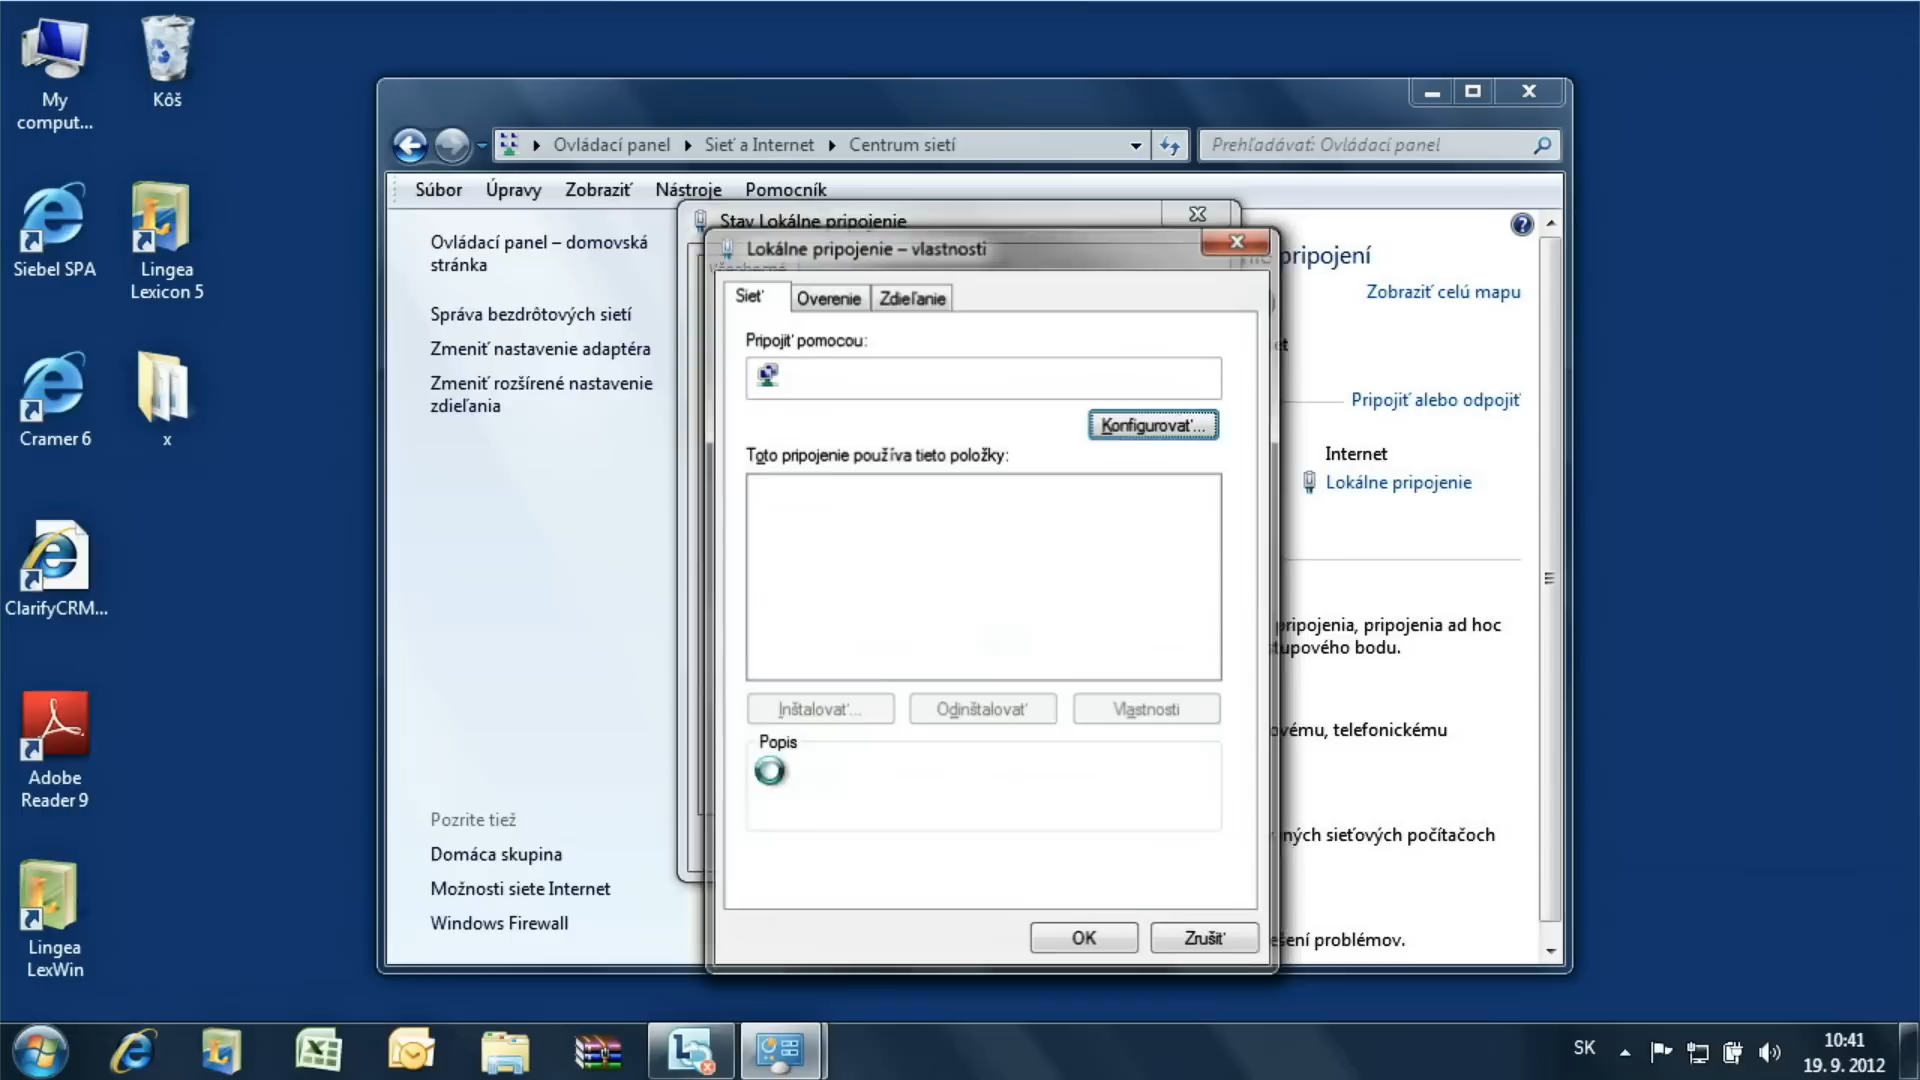 My
comput...
Kôš
Siebel SPA
Lingea
Lexicon 5
Cramer 6
x
ClarifyCRM...
Adobe
Reader 9
Lingea
LexWin
Ovládací panel
Sieť a Internet
Centrum sietí
Prehľadávať: Ovládací panel
Súbor
Úpravy
Zobraziť
Nástroje
Pomocník
Ovládací panel – domovská
stránka
Správa bezdrôtových sietí
Zmeniť nastavenie adaptéra
Zmeniť rozšírené nastavenie
zdieľania
Pozrite tiež
Domáca skupina
Možnosti siete Internet
Windows Firewall
Stav Lokálne pripojenie
Lokálne pripojenie – vlastnosti
Sieť
Overenie
Zdieľanie
Pripojiť pomocou:
Konfigurovať...
Toto pripojenie používa tieto položky:
Inštalovať...
Odinštalovať
Vlastnosti
Popis
OK
Zrušiť
pripojení
Zobraziť celú mapu
Pripojiť alebo odpojiť
Internet
Lokálne pripojenie
pripojenia, pripojenia ad hoc
tupového bodu.
ovému, telefonickému
ných sieťových počítačoch
ešení problémov.
SK
10:41
19. 9. 2012